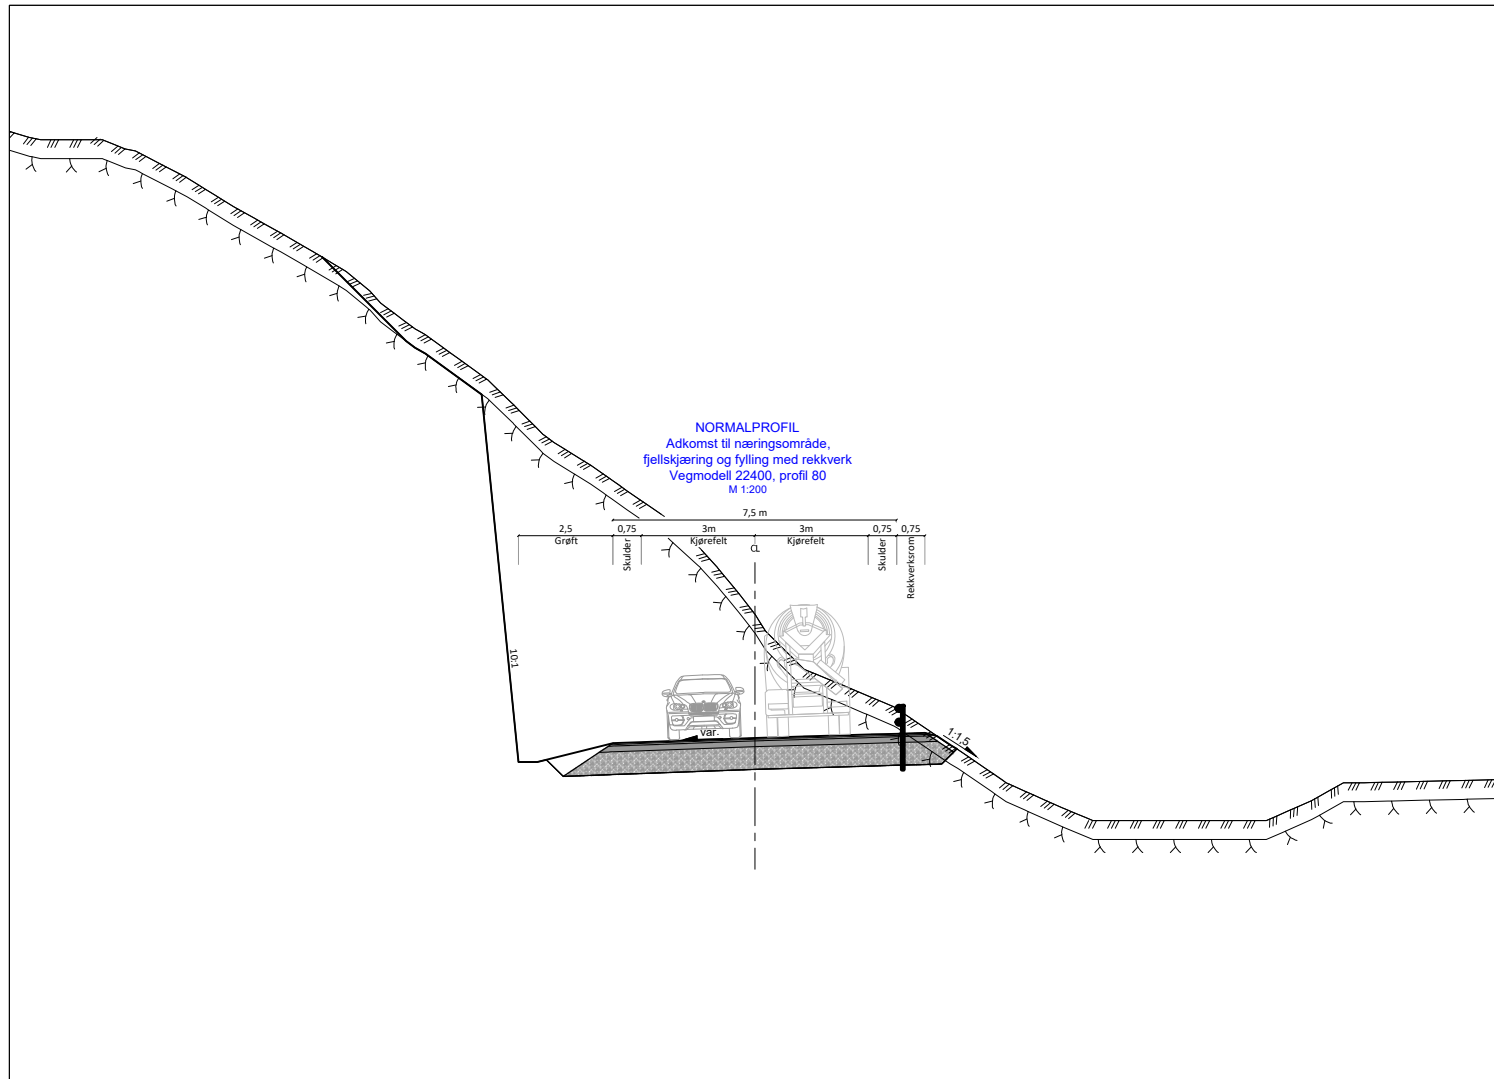 NORMALPROFIL
Adkomst til næringsområde,
fjellskjæring og fylling med rekkverk
Vegmodell 22400, profil 80
M 1:200
7,5 m
2,5
0,75
3m
3m
0,75
0,75
Grøft
Skulder
Kjørefelt
CL
Kjørefelt
Skulder
Rekkverksrom
10:1
var.
1:1,5